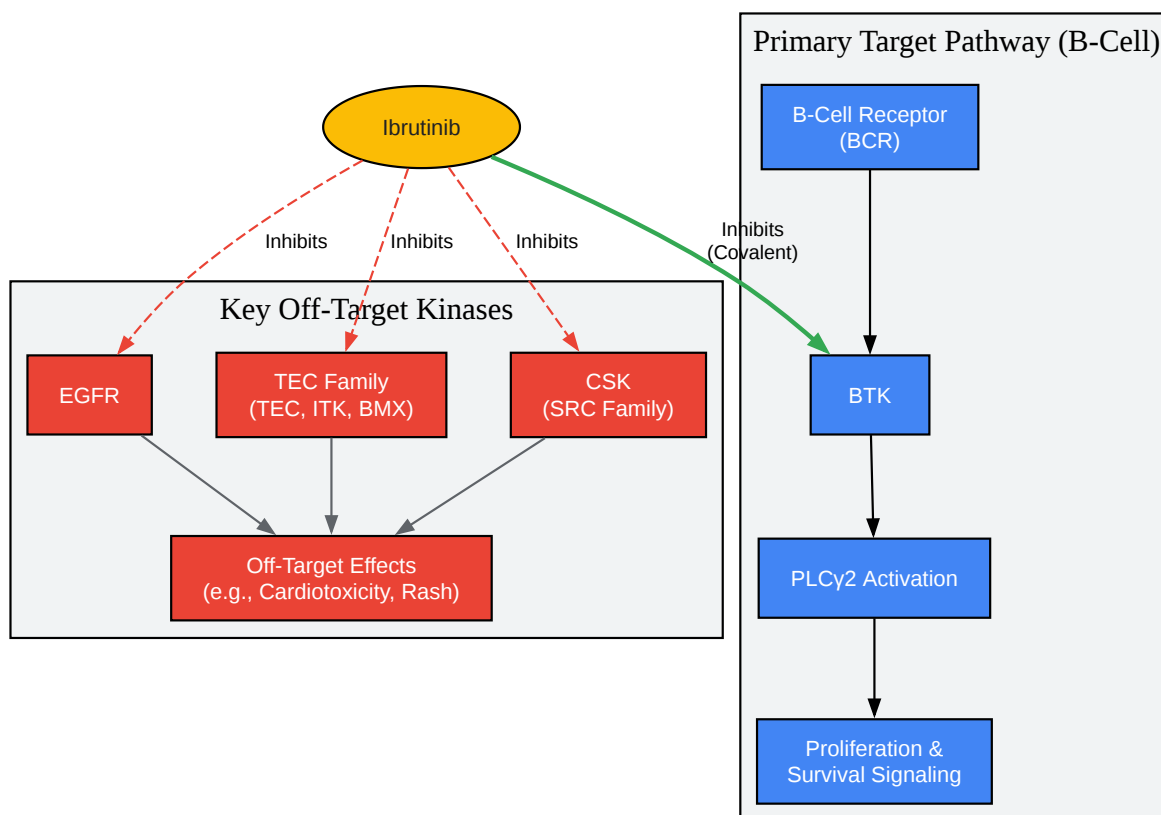 Primary Target Pathway (B-Cell)
Ibrutinib
B-Cell Receptor
(BCR)
Inhibits
Inhibits
Inhibits
Inhibits
(Covalent)
Key Off-Target Kinases
EGFR
TEC Family
(TEC, ITK, BMX)
CSK
(SRC Family)
BTK
Off-Target Effects
(e.g., Cardiotoxicity, Rash)
PLCγ2 Activation
Proliferation &
Survival Signaling